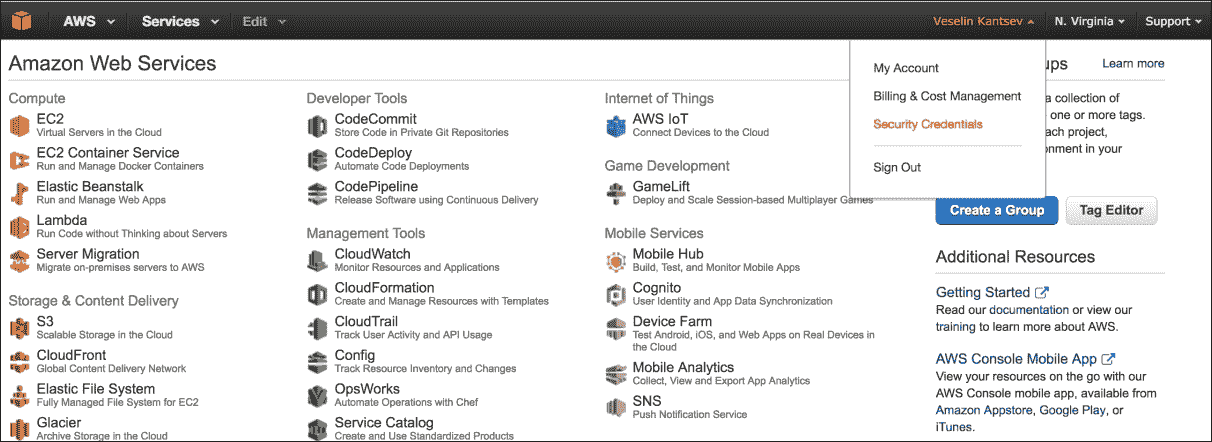 AWS Services Edit Veselin Kantsev N. Virginia Support
Amazon Web Services
Compute
EC2
Virtual Servers in the Cloud
EC2 Container Service
Run and Manage Docker Containers
Elastic Beanstalk
Run and Manage Web Apps
Lambda
Run Code without Thinking about Servers
Server Migration
Migrate on-premises servers to AWS
Storage & Content Delivery
S3
Scalable Storage in the Cloud
CloudFront
Global Content Delivery Network
Elastic File System
Fully Managed File System for EC2
Glacier
Archive Storage in the Cloud
Developer Tools
CodeCommit
Store Code in Private Git Repositories
CodeDeploy
Automate Code Deployments
CodePipeline
Release Software using Continuous Delivery
Management Tools
CloudWatch
Monitor Resources and Applications
CloudFormation
Create and Manage Resources with Templates
CloudTrail
Track User Activity and API Usage
Config
Track Resource Inventory and Changes
OpsWorks
Automate Operations with Chef
Service Catalog
Create and Use Standardized Products
Internet of Things
AWS IoT
Connect Devices to the Cloud
Game Development
GameLift
Deploy and Scale Session-based Multiplayer Games
Mobile Services
Mobile Hub
Build, Test, and Monitor Mobile Apps
Cognito
User Identity and App Data Synchronization
Device Farm
Test Android, iOS, and Web Apps on Real Devices in
the Cloud
Mobile Analytics
Collect, View and Export App Analytics
SNS
Push Notification Service
My Account
Billing & Cost Management
Security Credentials
Sign Out
ups Learn more
a collection of
one or more tags.
ach project,
onment in your
Create a Group Tag Editor
Additional Resources
Getting Started
Read our documentation or view our
training to learn more about AWS.
AWS Console Mobile App
View your resources on the go with our
AWS Console mobile app, available from
Amazon Appstore, Google Play, or
iTunes.